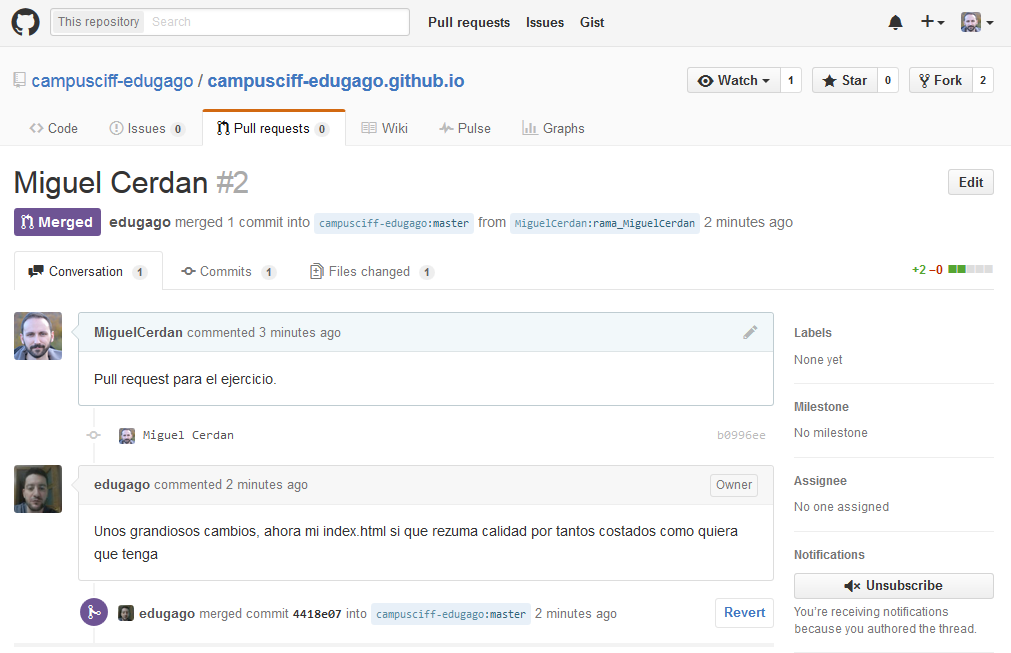 This repository Search Pull requests Issues Gist
campusciff-edugago / campusciff-edugago.github.io Watch 1 Star 0 Fork 2
Code Issues 0 Pull requests 0 Wiki Pulse Graphs
Miguel Cerdan #2 Edit
Merged edugago merged 1 commit into campusciff-edugago:master from MiguelCerdan:rama_MiguelCerdan 2 minutes ago
Conversation 1 Commits 1 Files changed 1 +2 −0
MiguelCerdan commented 3 minutes ago
Pull request para el ejercicio.
Miguel Cerdan b0996ee
edugago commented 2 minutes ago Owner
Unos grandiosos cambios, ahora mi index.html si que rezuma calidad por tantos costados como quiera
que tenga
edugago merged commit 4418e07 into campusciff-edugago:master 2 minutes ago Revert
Labels
None yet
Milestone
No milestone
Assignee
No one assigned
Notifications
Unsubscribe
You're receiving notifications
because you authored the thread.